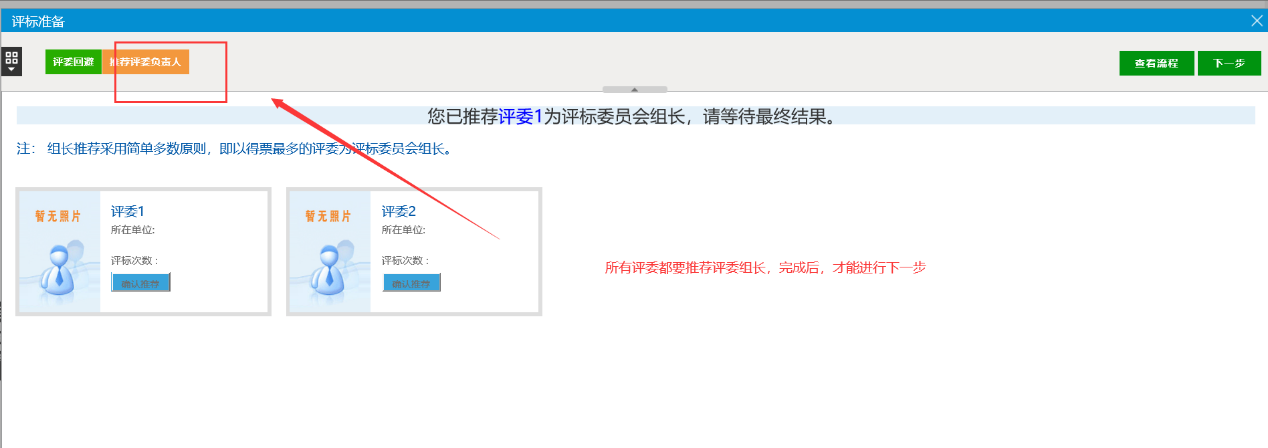 评标准备
评委回避 推荐评委负责人 查看流程 下一步
您已推荐评委1为评标委员会组长，请等待最终结果。
注： 组长推荐采用简单多数原则，即以得票最多的评委为评标委员会组长。
暂无照片 评委1
所在单位:
评标次数：
确认推荐
暂无照片 评委2
所在单位:
评标次数：
确认推荐
所有评委都要推荐评委组长，完成后，才能进行下一步